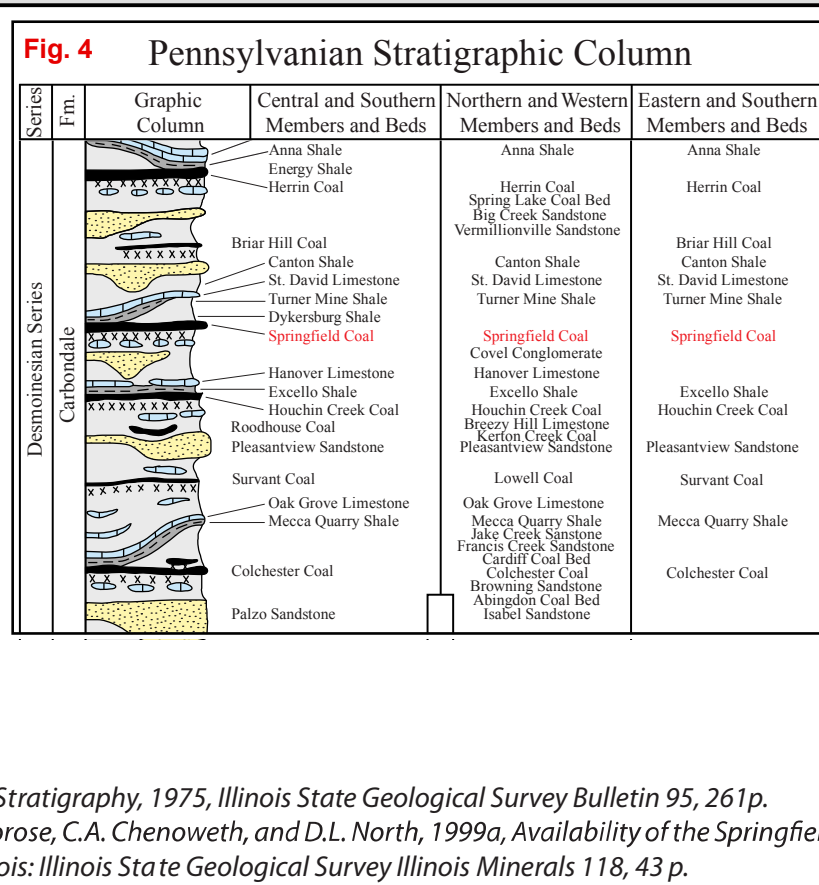 Fig. 4
Pennsylvanian Stratigraphic Column
Series
Fm.
Graphic
Column
Central and Southern
Members and Beds
Northern and Western
Members and Beds
Eastern and Southern
Members and Beds
Desmoinesian Series
Carbondale
Anna Shale
Energy Shale
Herrin Coal
Briar Hill Coal
Canton Shale
St. David Limestone
Turner Mine Shale
Dykersburg Shale
Springfield Coal
Hanover Limestone
Excello Shale
Houchin Creek Coal
Roodhouse Coal
Pleasantview Sandstone
Survant Coal
Oak Grove Limestone
Mecca Quarry Shale
Colchester Coal
Palzo Sandstone
Anna Shale
Herrin Coal
Spring Lake Coal Bed
Big Creek Sandstone
Vermillionville Sandstone
Canton Shale
St. David Limestone
Turner Mine Shale
Springfield Coal
Covel Conglomerate
Hanover Limestone
Excello Shale
Houchin Creek Coal
Breezy Hill Limestone
Kerton Creek Coal
Pleasantview Sandstone
Lowell Coal
Oak Grove Limestone
Mecca Quarry Shale
Jake Creek Sanstone
Francis Creek Sandstone
Cardiff Coal Bed
Colchester Coal
Browning Sandstone
Abingdon Coal Bed
Isabel Sandstone
Anna Shale
Herrin Coal
Briar Hill Coal
Canton Shale
St. David Limestone
Turner Mine Shale
Springfield Coal
Excello Shale
Houchin Creek Coal
Pleasantview Sandstone
Survant Coal
Mecca Quarry Shale
Colchester Coal
Stratigraphy, 1975, Illinois State Geological Survey Bulletin 95, 261p.
brose, C.A. Chenoweth, and D.L. North, 1999a, Availability of the Springfiel
ois: Illinois State Geological Survey Illinois Minerals 118, 43 p.